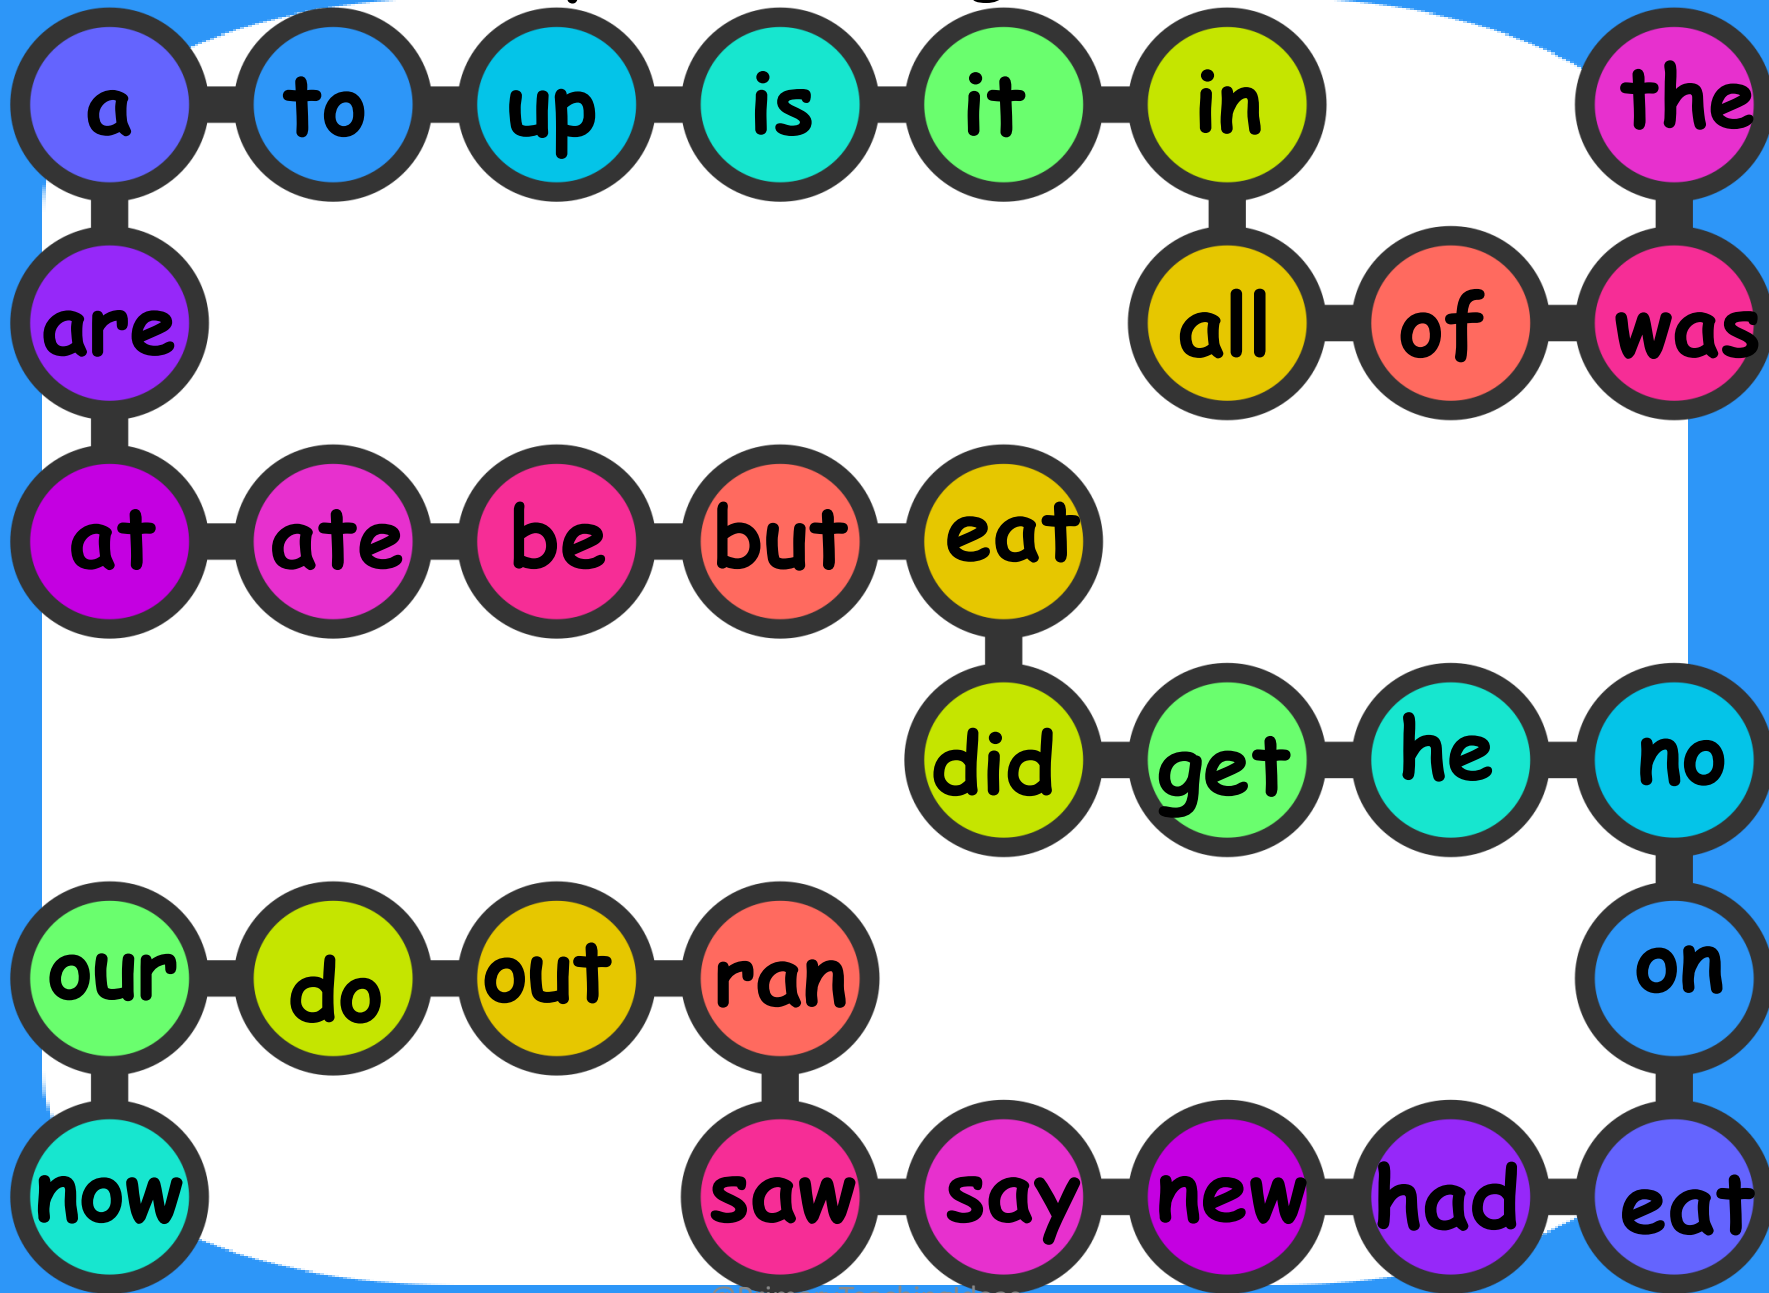 a to up is it in the
are all of was
at ate be but eat
did get he no
our do out ran on
now saw say new had eat